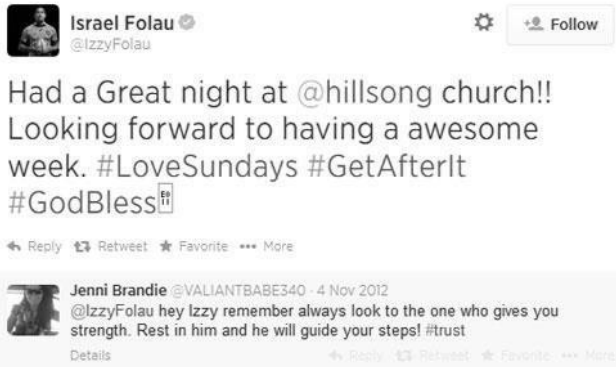 Israel Folau
@IzzyFolau
Follow
Had a Great night at @hillsong church!!
Looking forward to having a awesome
week. #LoveSundays #GetAfterIt
#GodBless
Reply Retweet Favorite More
Jenni Brandie @VALIANTBABE340 · 4 Nov 2012
@IzzyFolau hey Izzy remember always look to the one who gives you
strength. Rest in him and he will guide your steps! #trust
Details Reply Retweet Favorite More